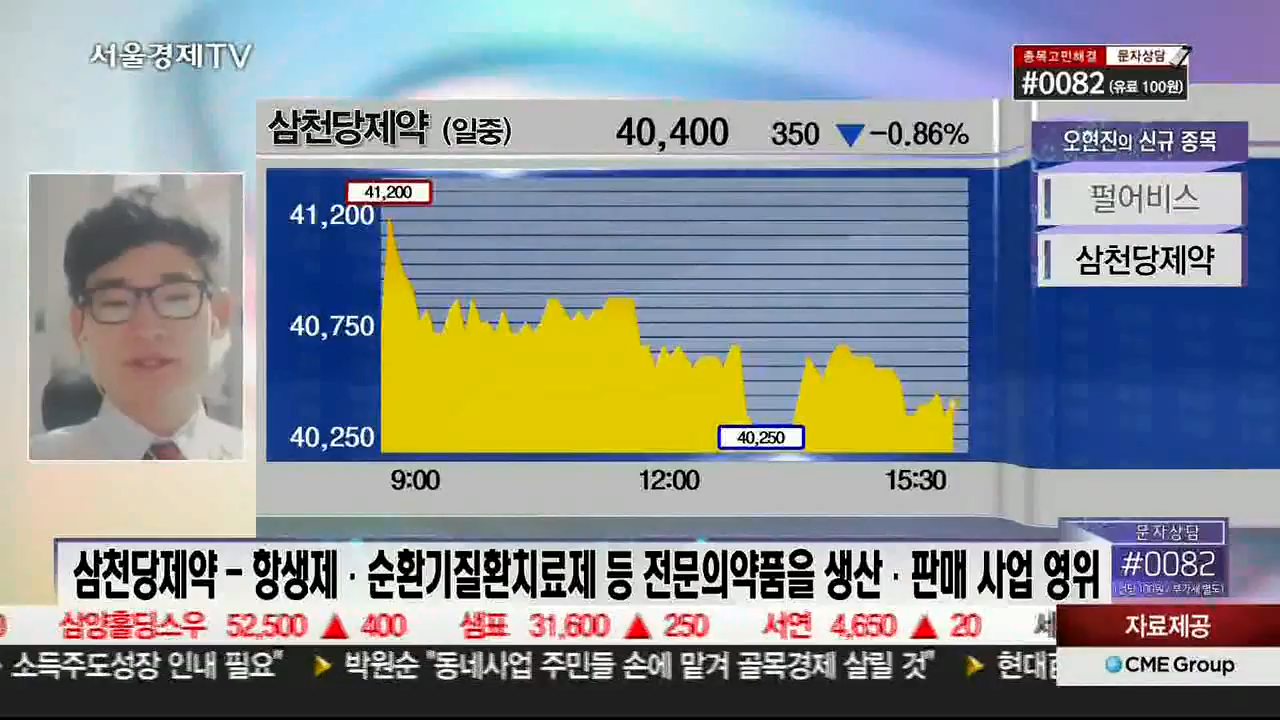 서울경제TV
종목고민해결 문자상담
#0082 (유료 100원)
삼천당제약 (일중) 40,400 350 ▼-0.86%
오현진의 신규 종목
펄어비스
삼천당제약
41,200
41,200
40,750
40,250
40,250
9:00 12:00 15:30
문자상담
#0082
삼천당제약 - 항생제·순환기질환치료제 등 전문의약품을 생산·판매 사업 영위
삼양홀딩스우 52,500 ▲ 400 샘표 31,600 ▲ 250 서연 4,650 ▲ 20 세
자료제공
소득주도성장 인내 필요" 박원순 "동네사업 주민들 손에 맡겨 골목경제 살릴 것" 현대
CME Group